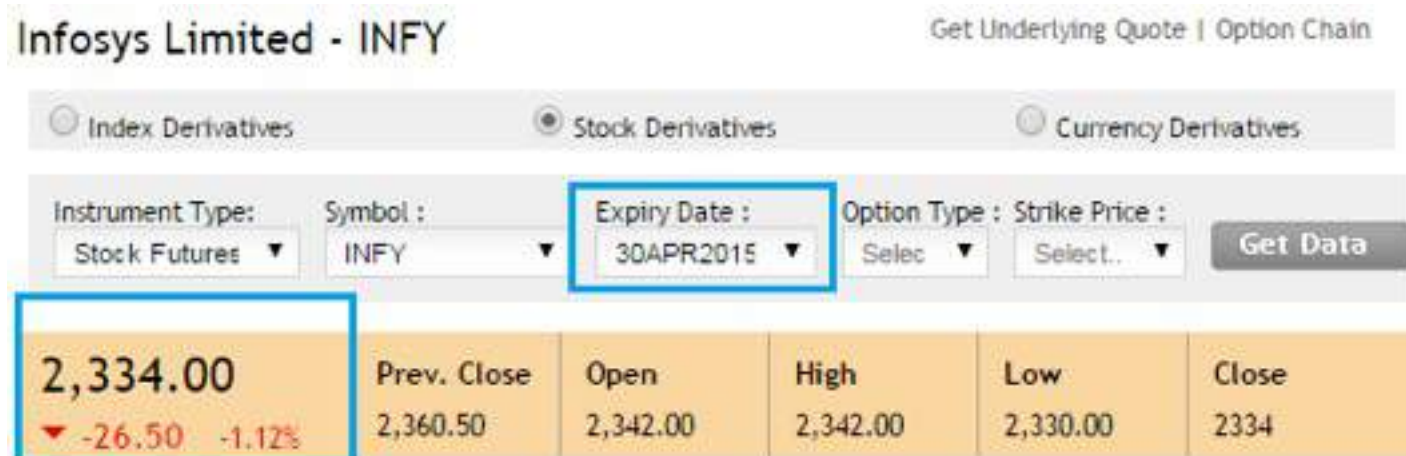 Infosys Limited - INFY
Get Underlying Quote | Option Chain
Index Derivatives
Stock Derivatives
Currency Derivatives
Instrument Type: Symbol : Expiry Date : Option Type : Strike Price :
Stock Futures INFY 30APR2015 Selec Select.. Get Data
2,334.00 Prev. Close Open High Low Close
-26.50 -1.12% 2,360.50 2,342.00 2,342.00 2,330.00 2334